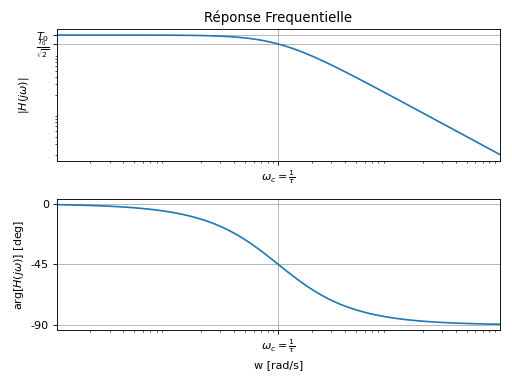 Réponse Frequentielle
T₀
T₀/√2
|H(jω)|
ω_c = 1/τ
0
-45
-90
arg[H(jω)] [deg]
ω_c = 1/τ
w [rad/s]